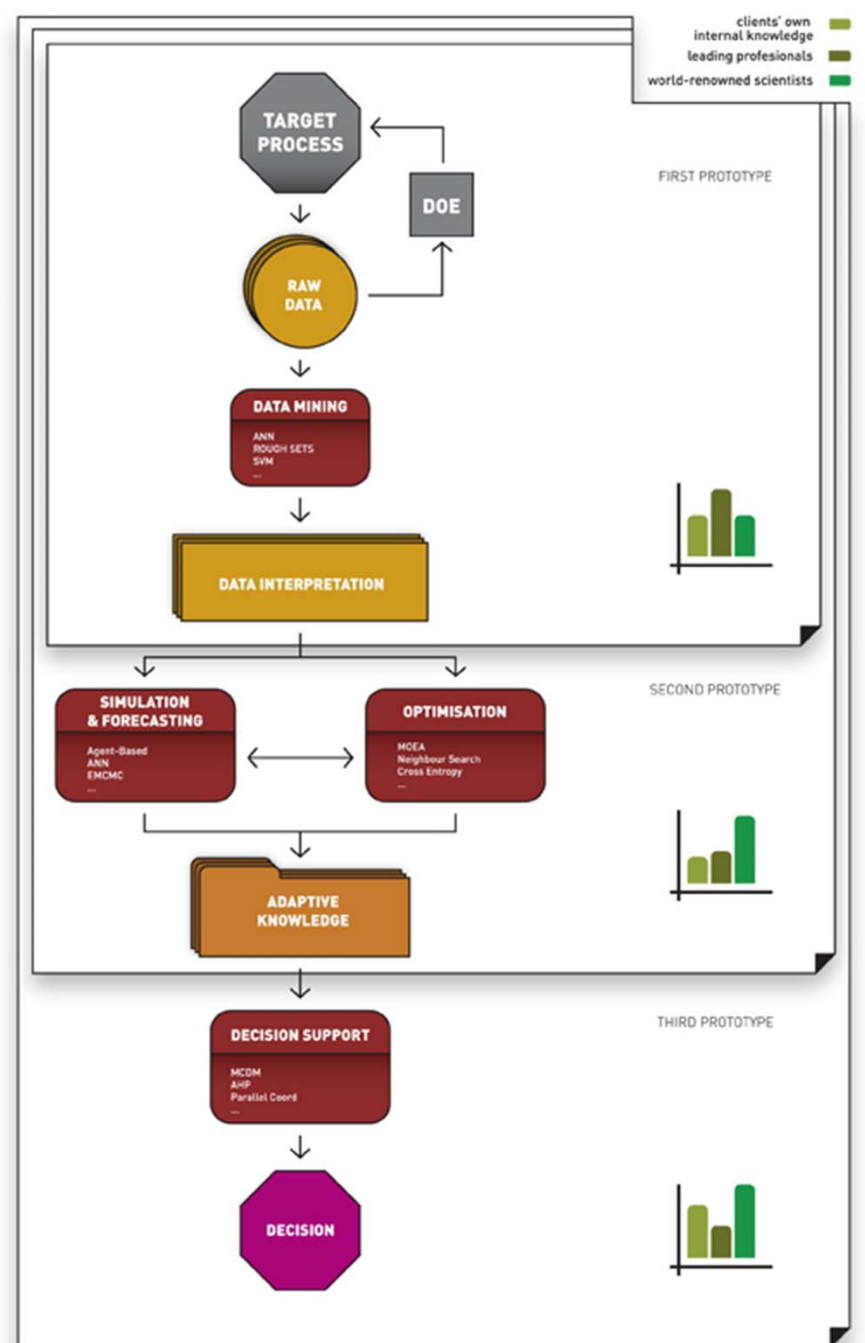 clients' own
internal knowledge
leading profesionals
world-renowned scientists
TARGET
PROCESS
FIRST PROTOTYPE
DOE
RAW
DATA
DATA MINING
ANN
ROUGH SETS
SVM
...
DATA INTERPRETATION
SECOND PROTOTYPE
SIMULATION
& FORECASTING
Agent-Based
ANN
EMCMC
...
OPTIMISATION
MOEA
Neighbour Search
Cross Entropy
...
ADAPTIVE
KNOWLEDGE
THIRD PROTOTYPE
DECISION SUPPORT
MCDM
AHP
Parallel Coord
...
DECISION